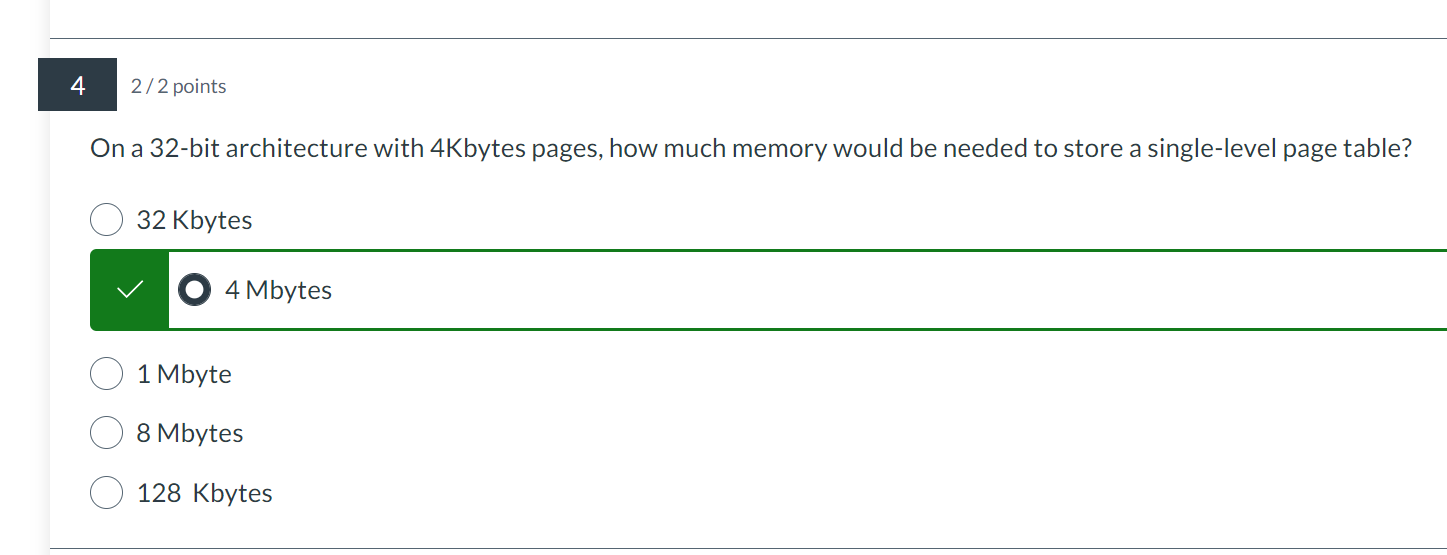 4
2 / 2 points
On a 32-bit architecture with 4Kbytes pages, how much memory would be needed to store a single-level page table?
32 Kbytes
4 Mbytes
1 Mbyte
8 Mbytes
128 Kbytes